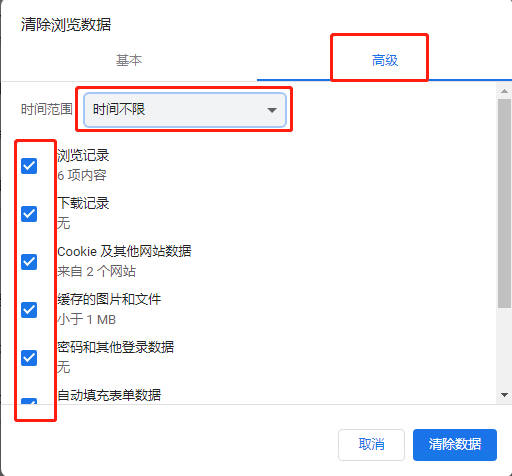 清除浏览数据
基本
高级
时间范围
时间不限
浏览记录
6 项内容
下载记录
无
Cookie 及其他网站数据
来自 2 个网站
缓存的图片和文件
小于 1 MB
密码和其他登录数据
无
自动填充表单数据
取消
清除数据